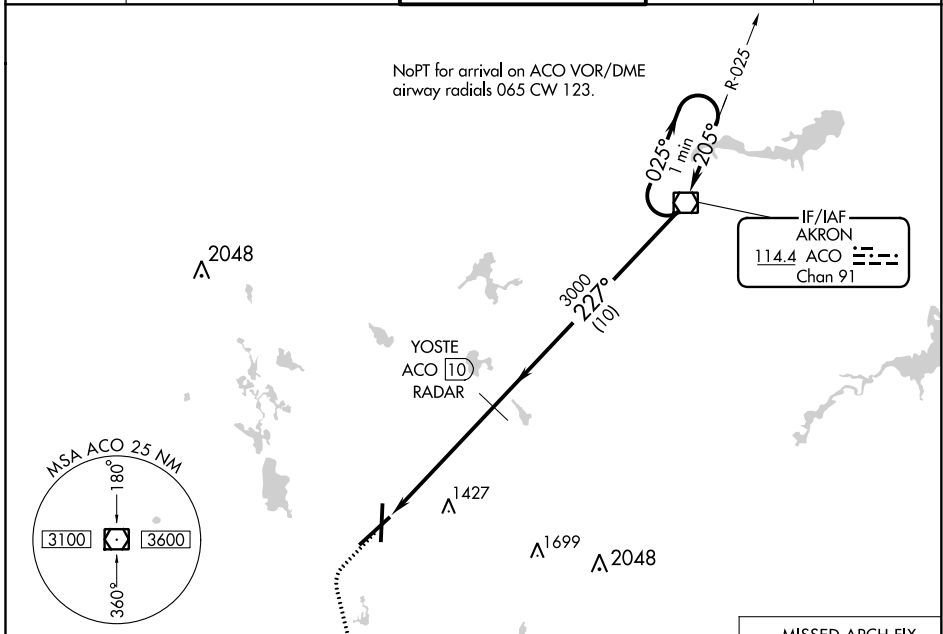 NoPT for arrival on ACO VOR/DME
airway radials 065 CW 123.
R-025
025°
1 min
205°
IF/IAF
AKRON
114.4 ACO
Chan 91
2048
3000
227°
(10)
YOSTE
ACO 10
RADAR
MSA ACO 25 NM
180°
3100
3600
360°
1427
1699
2048
MISSED APCH FIX